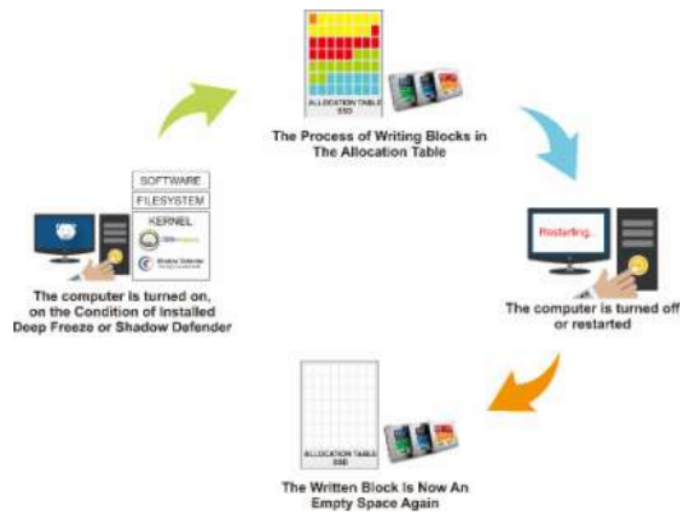 ALLOCATION TABLE
SSD
The Process of Writing Blocks in
The Allocation Table
SOFTWARE
FILESYSTEM
KERNEL
Shadow Defender
The computer is turned on,
on the Condition of Installed
Deep Freeze or Shadow Defender
Restarting...
The computer is turned off
or restarted
ALLOCATION TABLE
SSD
The Written Block Is Now An
Empty Space Again